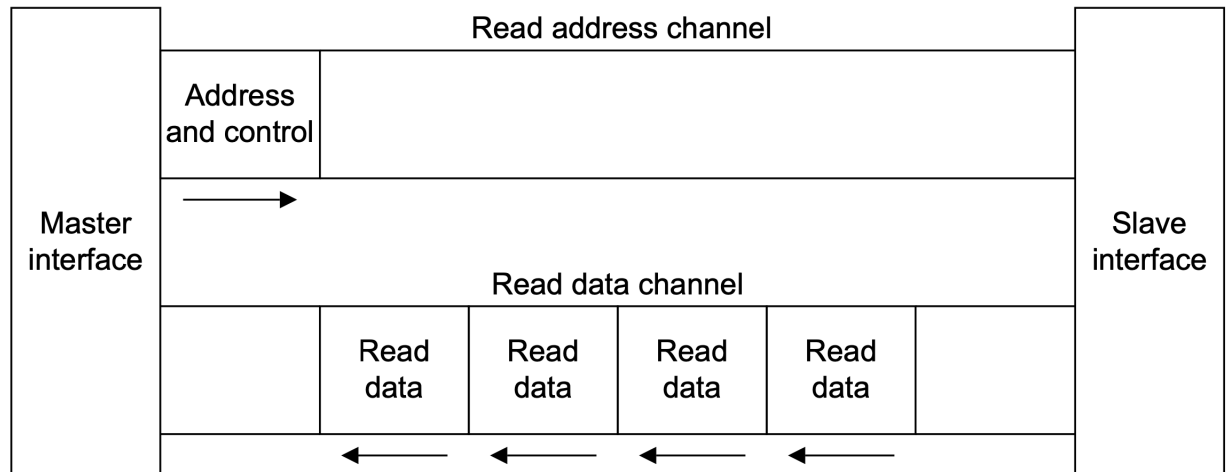 Read address channel
Address
and control
Master
interface
Slave
interface
Read data channel
Read
data
Read
data
Read
data
Read
data